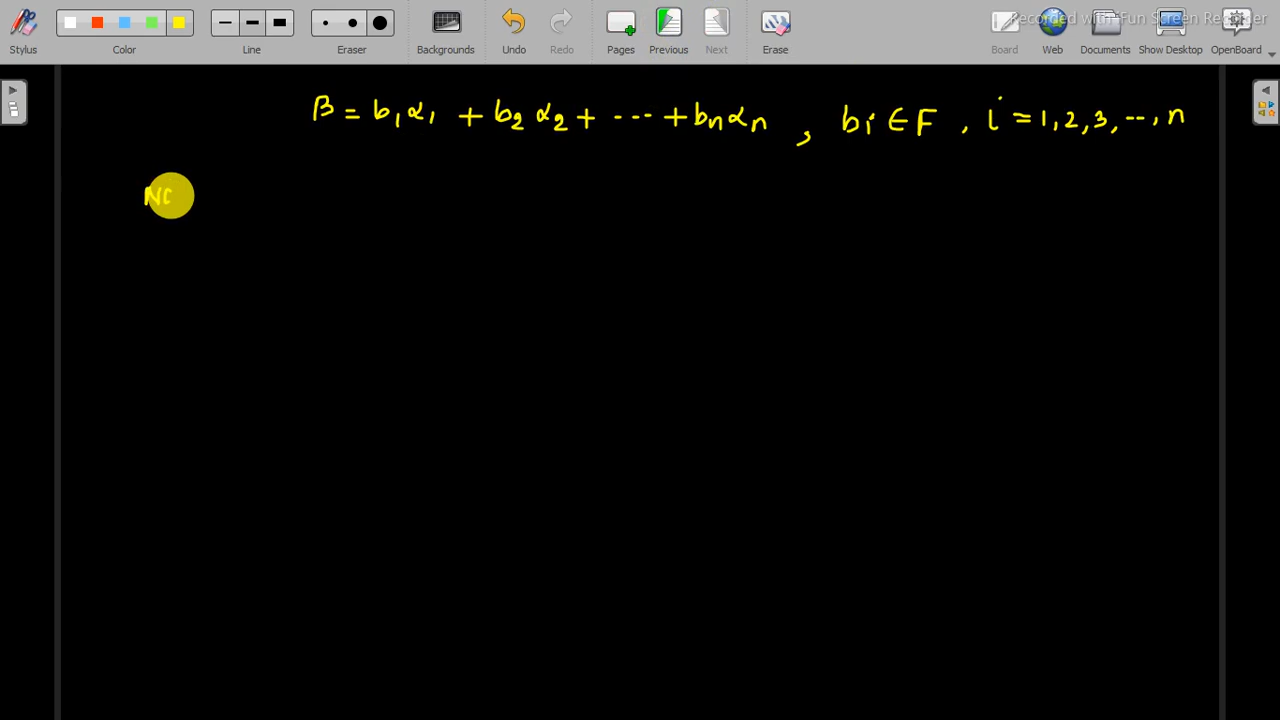 Recorded with Fun Screen Recorder
Stylus Color Line Eraser Backgrounds Undo Redo Pages Previous Next Erase Board Web Documents Show Desktop OpenBoard
β = b₁α₁ + b₂α₂ + --- + bₙαₙ , bᵢ ∈ F , i = 1, 2, 3, ---, n